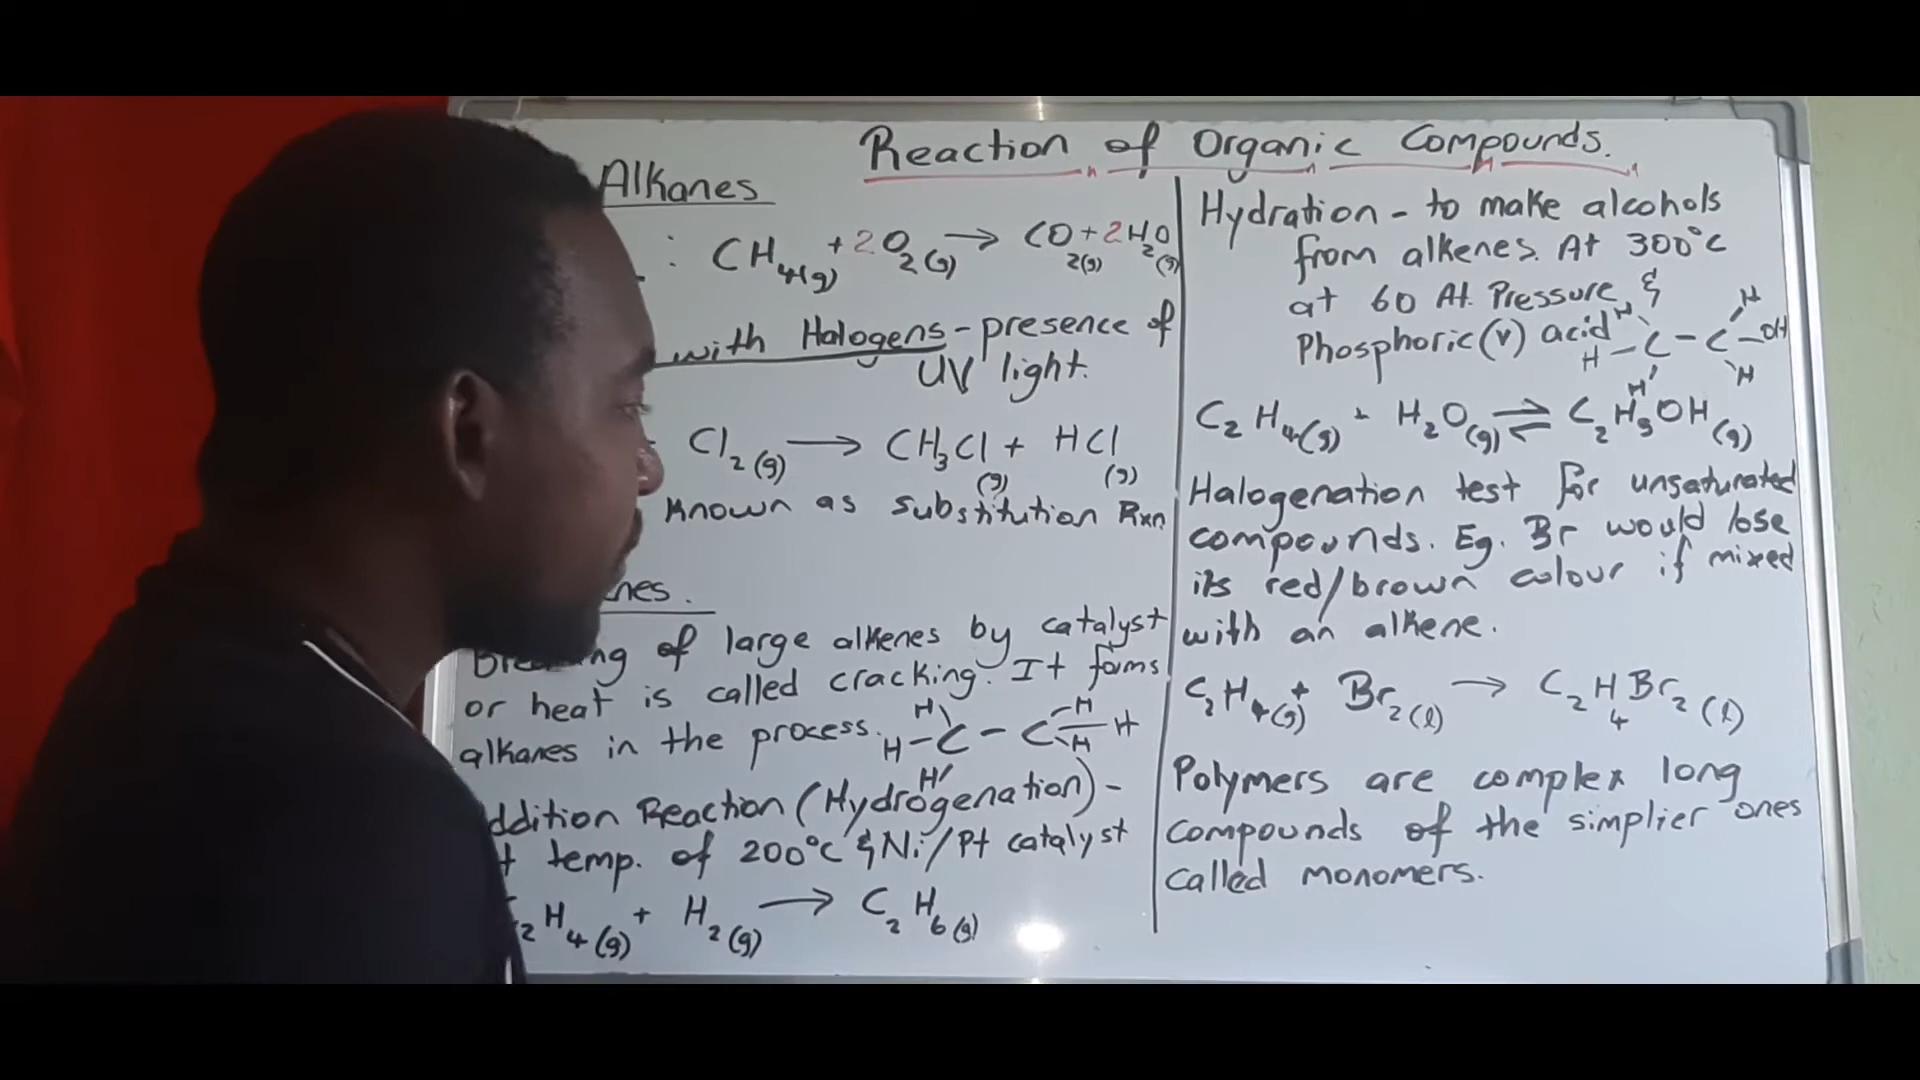 Reaction of Organic Compounds.
Alkanes
: CH4(g) + 2O2(g) → CO2(g) + 2H2O(g)
with Halogens - presence of
UV light.
Cl2(g) → CH3Cl(g) + HCl(g)
known as substitution Rxn
enes.
of large alkenes by catalyst
or heat is called cracking. It forms
alkanes in the process.
H H
H - C - C - H
H H
ddition Reaction (Hydrogenation) -
temp. of 200°C & Ni/Pt catalyst
2H4(g) + H2(g) → C2H6(g)
Hydration - to make alcohols
from alkenes. At 300°C
at 60 At. Pressure, &
Phosphoric (v) acid
H H
H - C - C - OH
H H
C2H4(g) + H2O(g) ⇌ C2H5OH(g)
Halogenation test for unsaturated
compounds. Eg. Br would lose
its red/brown colour if mixed
with an alkene.
C2H4(g) + Br2(l) → C2H4Br2(l)
Polymers are complex long
compounds of the simplier ones
called monomers.